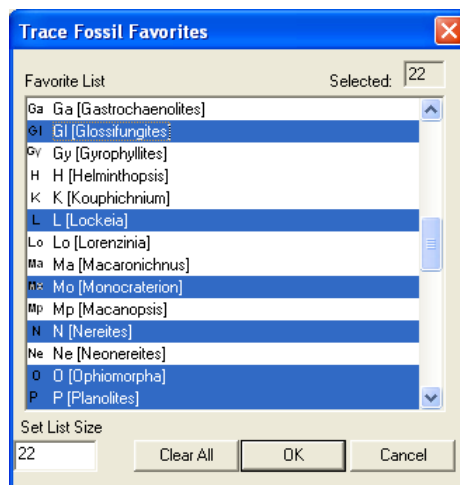 Trace Fossil Favorites
Favorite List Selected: 22
Ga Ga [Gastrochaenolites]
Gl Gl [Glossifungites]
Gy Gy [Gyrophyllites]
H H [Helminthopsis]
K K [Kouphichnium]
L L [Lockeia]
Lo Lo [Lorenzinia]
Ma Ma [Macaronichnus]
Mx Mo [Monocraterion]
Mp Mp [Macanopsis]
N N [Nereites]
Ne Ne [Neonereites]
O O [Ophiomorpha]
P P [Planolites]
Set List Size
22 Clear All OK Cancel